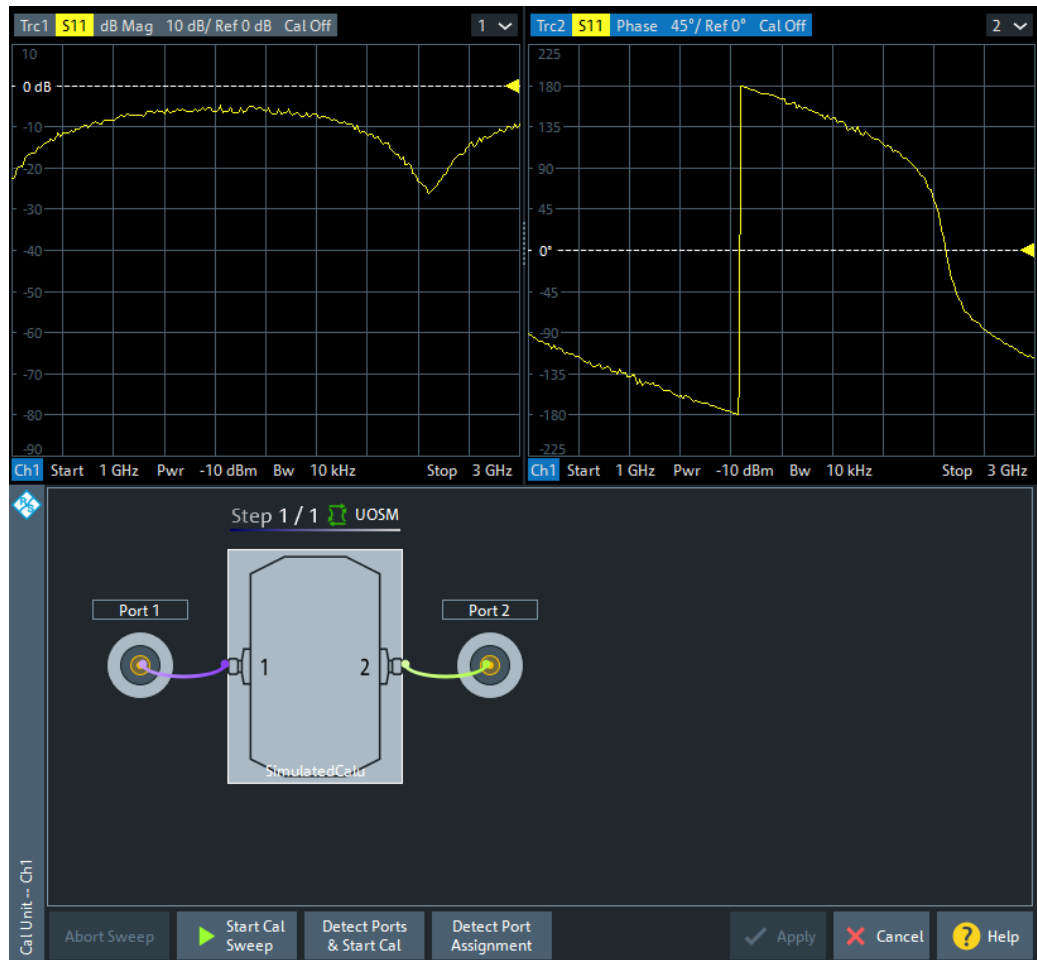 Trc1 S11 dB Mag 10 dB/ Ref 0 dB Cal Off 1
10
0 dB
-10
-20
-30
-40
-50
-60
-70
-80
-90
Ch1 Start 1 GHz Pwr -10 dBm Bw 10 kHz Stop 3 GHz
Trc2 S11 Phase 45°/ Ref 0° Cal Off 2
225
180
135
90
45
0°
-45
-90
-135
-180
-225
Ch1 Start 1 GHz Pwr -10 dBm Bw 10 kHz Stop 3 GHz
R/S
Cal Unit -- Ch1
Step 1 / 1 UOSM
Port 1
Port 2
1
2
SimulatedCalu
Abort Sweep
Start Cal
Sweep
Detect Ports
& Start Cal
Detect Port
Assignment
Apply
Cancel
? Help